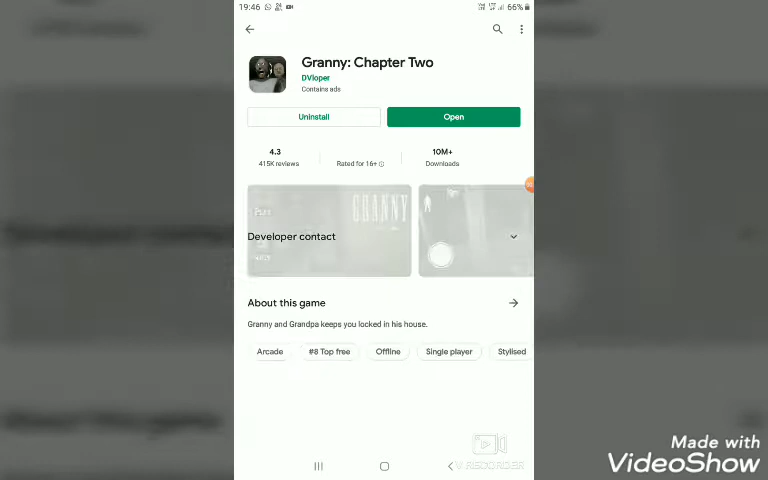 19:46
66%
Granny: Chapter Two
DVloper
Contains ads
Uninstall
Open
4.3
415K reviews
Rated for 16+
10M+
Downloads
GRANNY
Developer contact
About this game
Granny and Grandpa keeps you locked in his house.
Arcade
#8 Top free
Offline
Single player
Stylised
V RECORDER
Made with
VideoShow